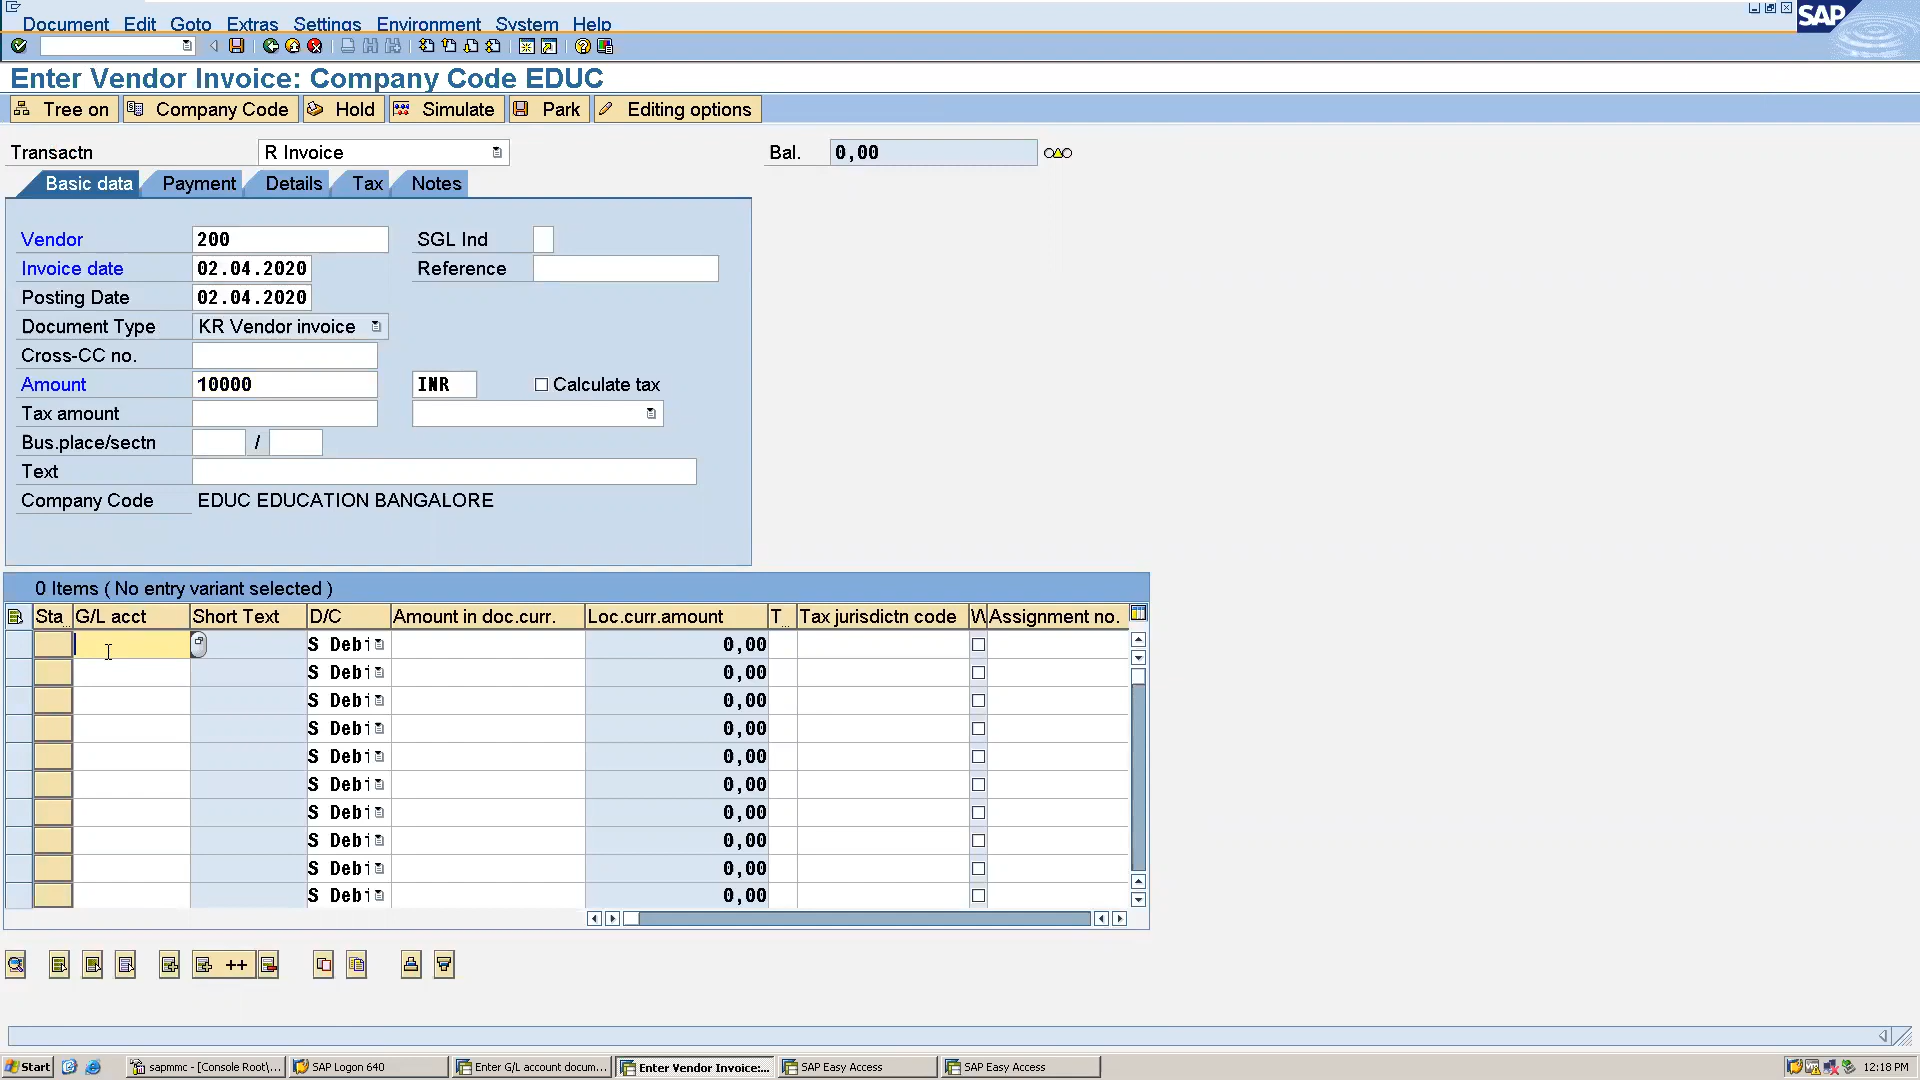 Document Edit Goto Extras Settings Environment System Help
SAP
Enter Vendor Invoice: Company Code EDUC
Tree on Company Code Hold Simulate Park Editing options
Transactn R Invoice Bal. 0,00
Basic data Payment Details Tax Notes
Vendor 200 SGL Ind
Invoice date 02.04.2020 Reference
Posting Date 02.04.2020
Document Type KR Vendor invoice
Cross-CC no.
Amount 10000 INR Calculate tax
Tax amount
Bus.place/sectn /
Text
Company Code EDUC EDUCATION BANGALORE
0 Items ( No entry variant selected )
Sta.. G/L acct Short Text D/C Amount in doc.curr. Loc.curr.amount T.. Tax jurisdictn code W Assignment no.
S Debi 0,00
S Debi 0,00
S Debi 0,00
S Debi 0,00
S Debi 0,00
S Debi 0,00
S Debi 0,00
S Debi 0,00
S Debi 0,00
S Debi 0,00
++
Start sapmmc - [Console Root\... SAP Logon 640 Enter G/L account docum... Enter Vendor Invoice:... SAP Easy Access SAP Easy Access 12:18 PM